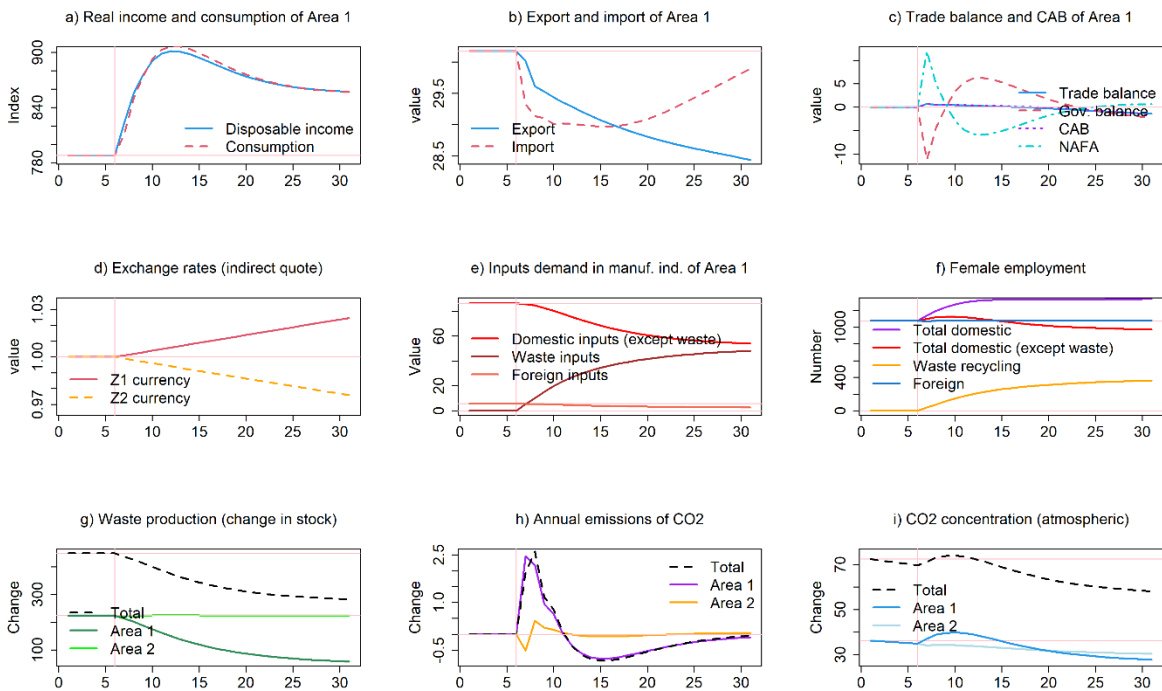 a) Real income and consumption of Area 1
Index
780 840 900
Disposable income
Consumption
0 5 10 15 20 25 30
b) Export and import of Area 1
value
28.5 29.5
Export
Import
0 5 10 15 20 25 30
c) Trade balance and CAB of Area 1
value
-10 0 5
Trade balance
Gov. balance
CAB
NAFA
0 5 10 15 20 25 30
d) Exchange rates (indirect quote)
value
0.97 1.00 1.03
Z1 currency
Z2 currency
0 5 10 15 20 25 30
e) Inputs demand in manuf. ind. of Area 1
Value
0 20 60
Domestic inputs (except waste)
Waste inputs
Foreign inputs
0 5 10 15 20 25 30
f) Female employment
Number
0 400 1000
Total domestic
Total domestic (except waste)
Waste recycling
Foreign
0 5 10 15 20 25 30
g) Waste production (change in stock)
Change
100 300
Total
Area 1
Area 2
0 5 10 15 20 25 30
h) Annual emissions of CO2
Change
-0.5 1.0 2.5
Total
Area 1
Area 2
0 5 10 15 20 25 30
i) CO2 concentration (atmospheric)
Change
30 50 70
Total
Area 1
Area 2
0 5 10 15 20 25 30